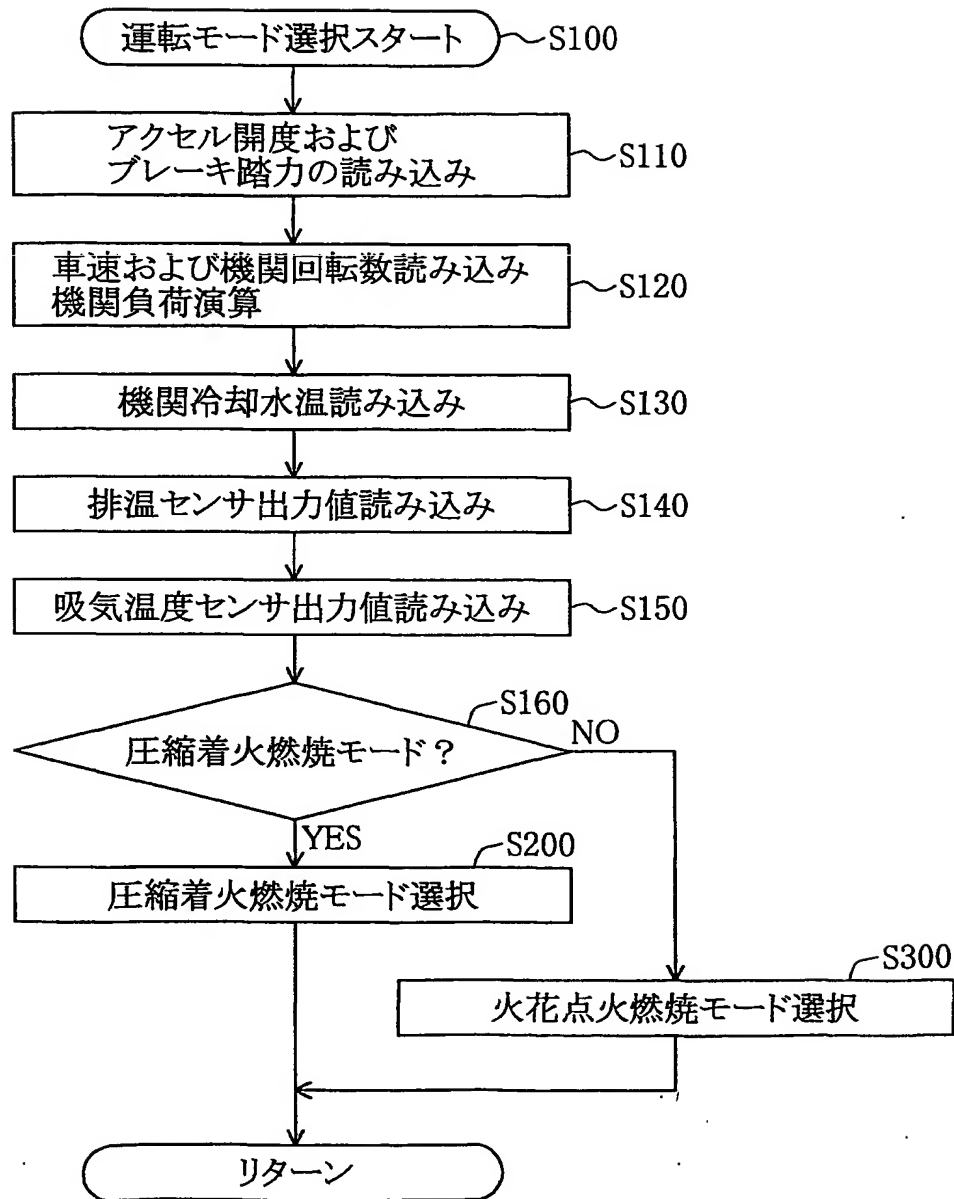 運転モード選択スタート
S100
アクセル開度および
ブレーキ踏力の読み込み
S110
車速および機関回転数読み込み
機関負荷演算
S120
機関冷却水温読み込み
S130
排温センサ出力値読み込み
S140
吸気温度センサ出力値読み込み
S150
S160
圧縮着火燃焼モード？
NO
YES
S200
圧縮着火燃焼モード選択
S300
火花点火燃焼モード選択
リターン